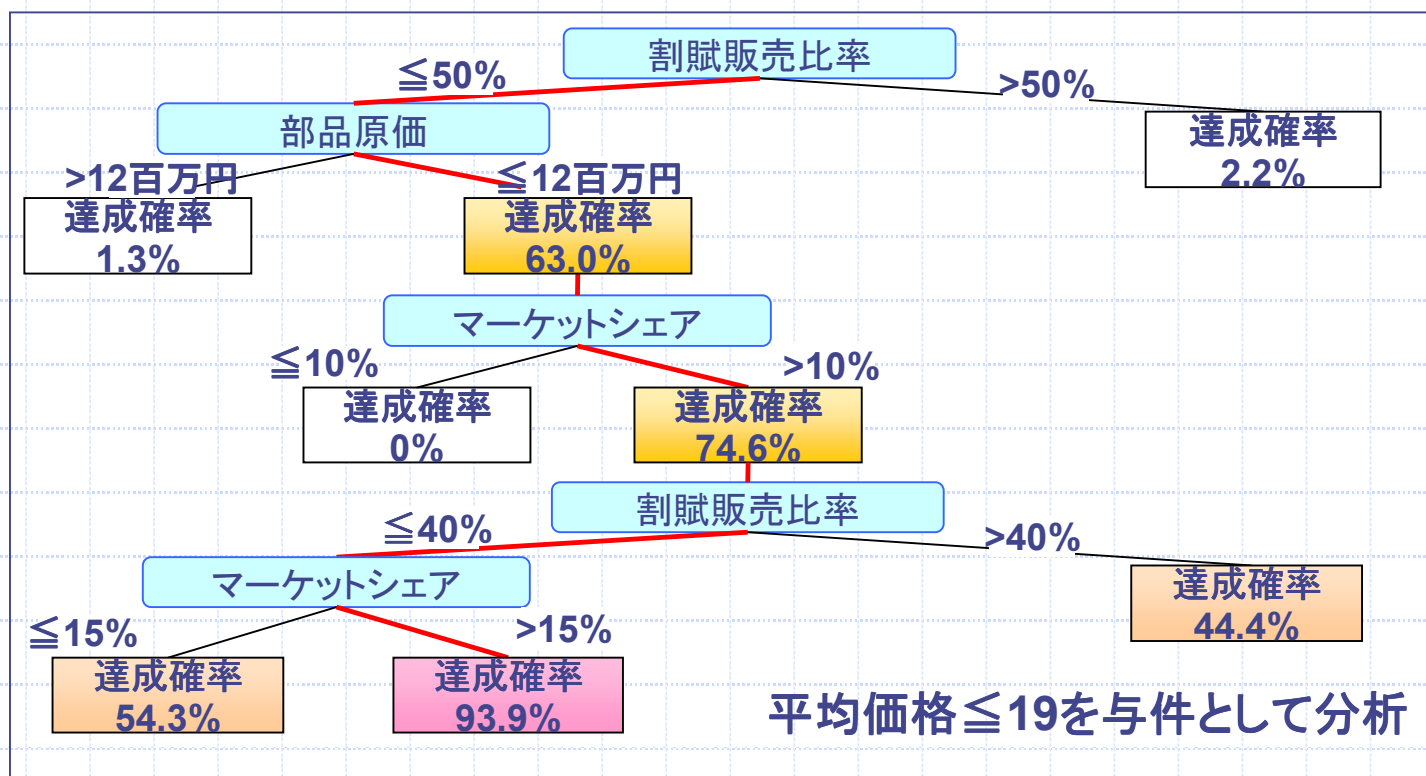 割賦販売比率
≦50%
>50%
部品原価
達成確率
2.2%
>12百万円
≦12百万円
達成確率
1.3%
達成確率
63.0%
マーケットシェア
≦10%
>10%
達成確率
0%
達成確率
74.6%
割賦販売比率
≦40%
>40%
マーケットシェア
達成確率
44.4%
≦15%
>15%
達成確率
54.3%
達成確率
93.9%
平均価格≦19を与件として分析